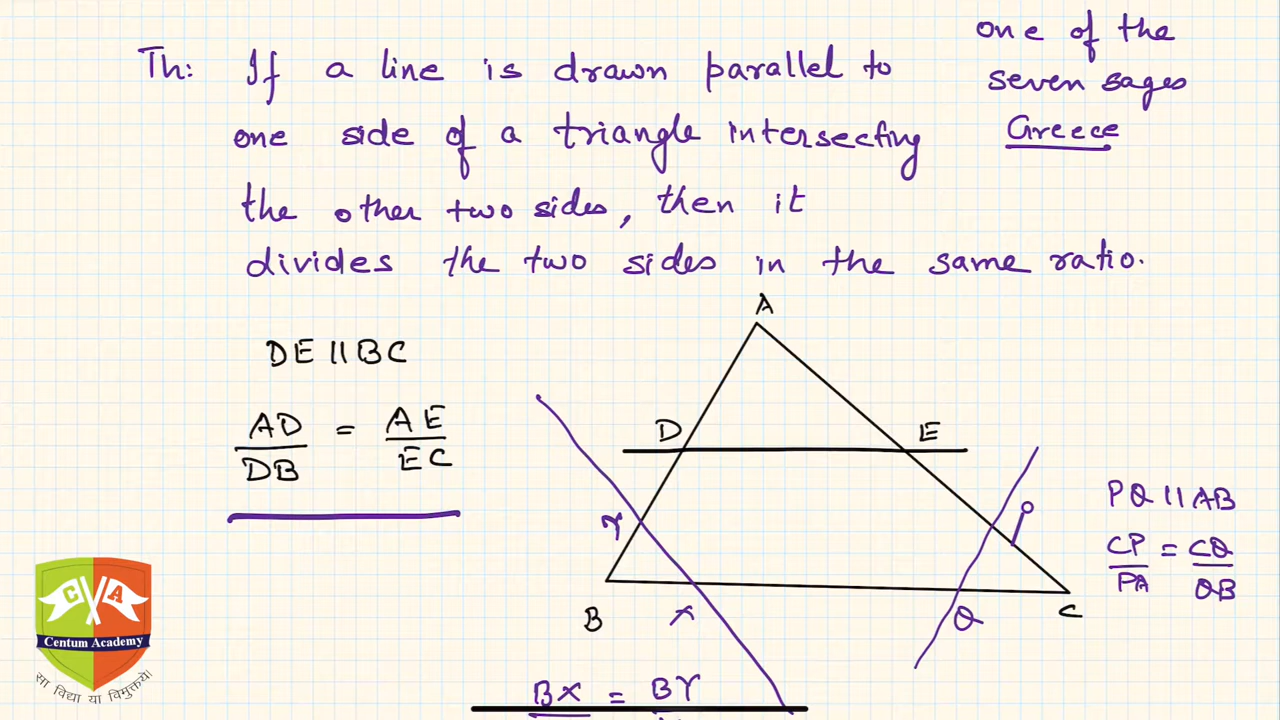 one of the
seven sages
Greece
Th: If a line is drawn parallel to
one side of a triangle intersecting
the other two sides, then it
divides the two sides in the same ratio.
DE || BC
AD/DB = AE/EC
A
D
E
Y
P
B
X
Q
C
PQ || AB
CP/PA = CQ/QB
BX = BY
C A
Centum Academy
सा विद्या या विमुक्तये।